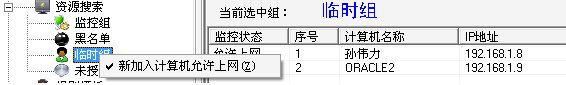 资源搜索
监控组
黑名单
临时组
未授
新加入计算机允许上网(Z)
当前选中组： 临时组
监控状态 序号 计算机名称 IP地址
允许上网 1 孙伟力 192.168.1.8
2 ORACLE2 192.168.1.9